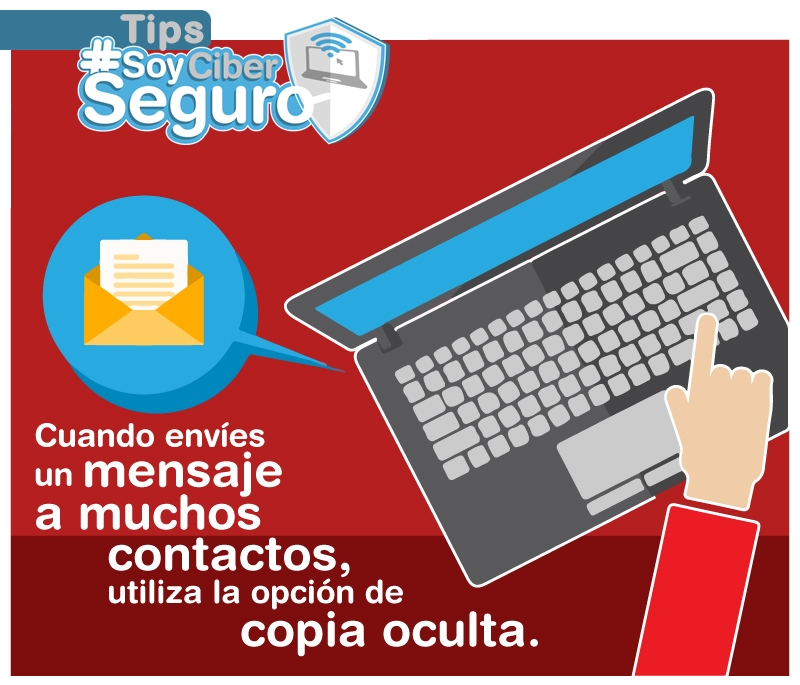 Tips
#SoyCiber
Seguro
Cuando envíes
un mensaje
a muchos
contactos,
utiliza la opción de
copia oculta.